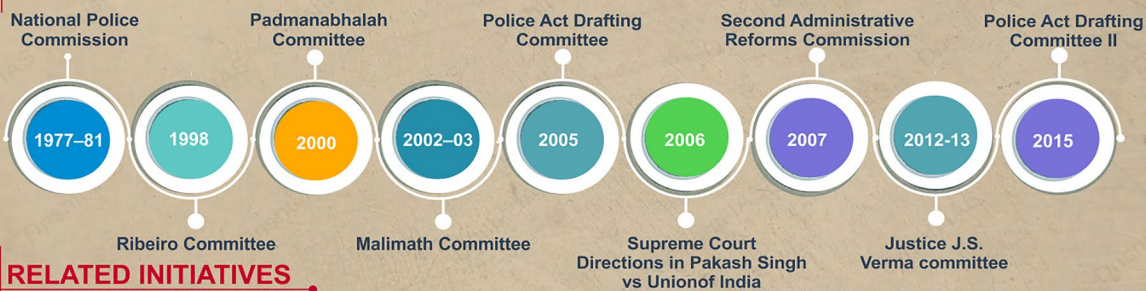 National Police
Commission
Padmanabhalah
Committee
Police Act Drafting
Committee
Second Administrative
Reforms Commission
Police Act Drafting
Committee II
1977–81
1998
2000
2002–03
2005
2006
2007
2012-13
2015
Ribeiro Committee
Malimath Committee
Supreme Court
Directions in Pakash Singh
vs Unionof India
Justice J.S.
Verma committee
RELATED INITIATIVES